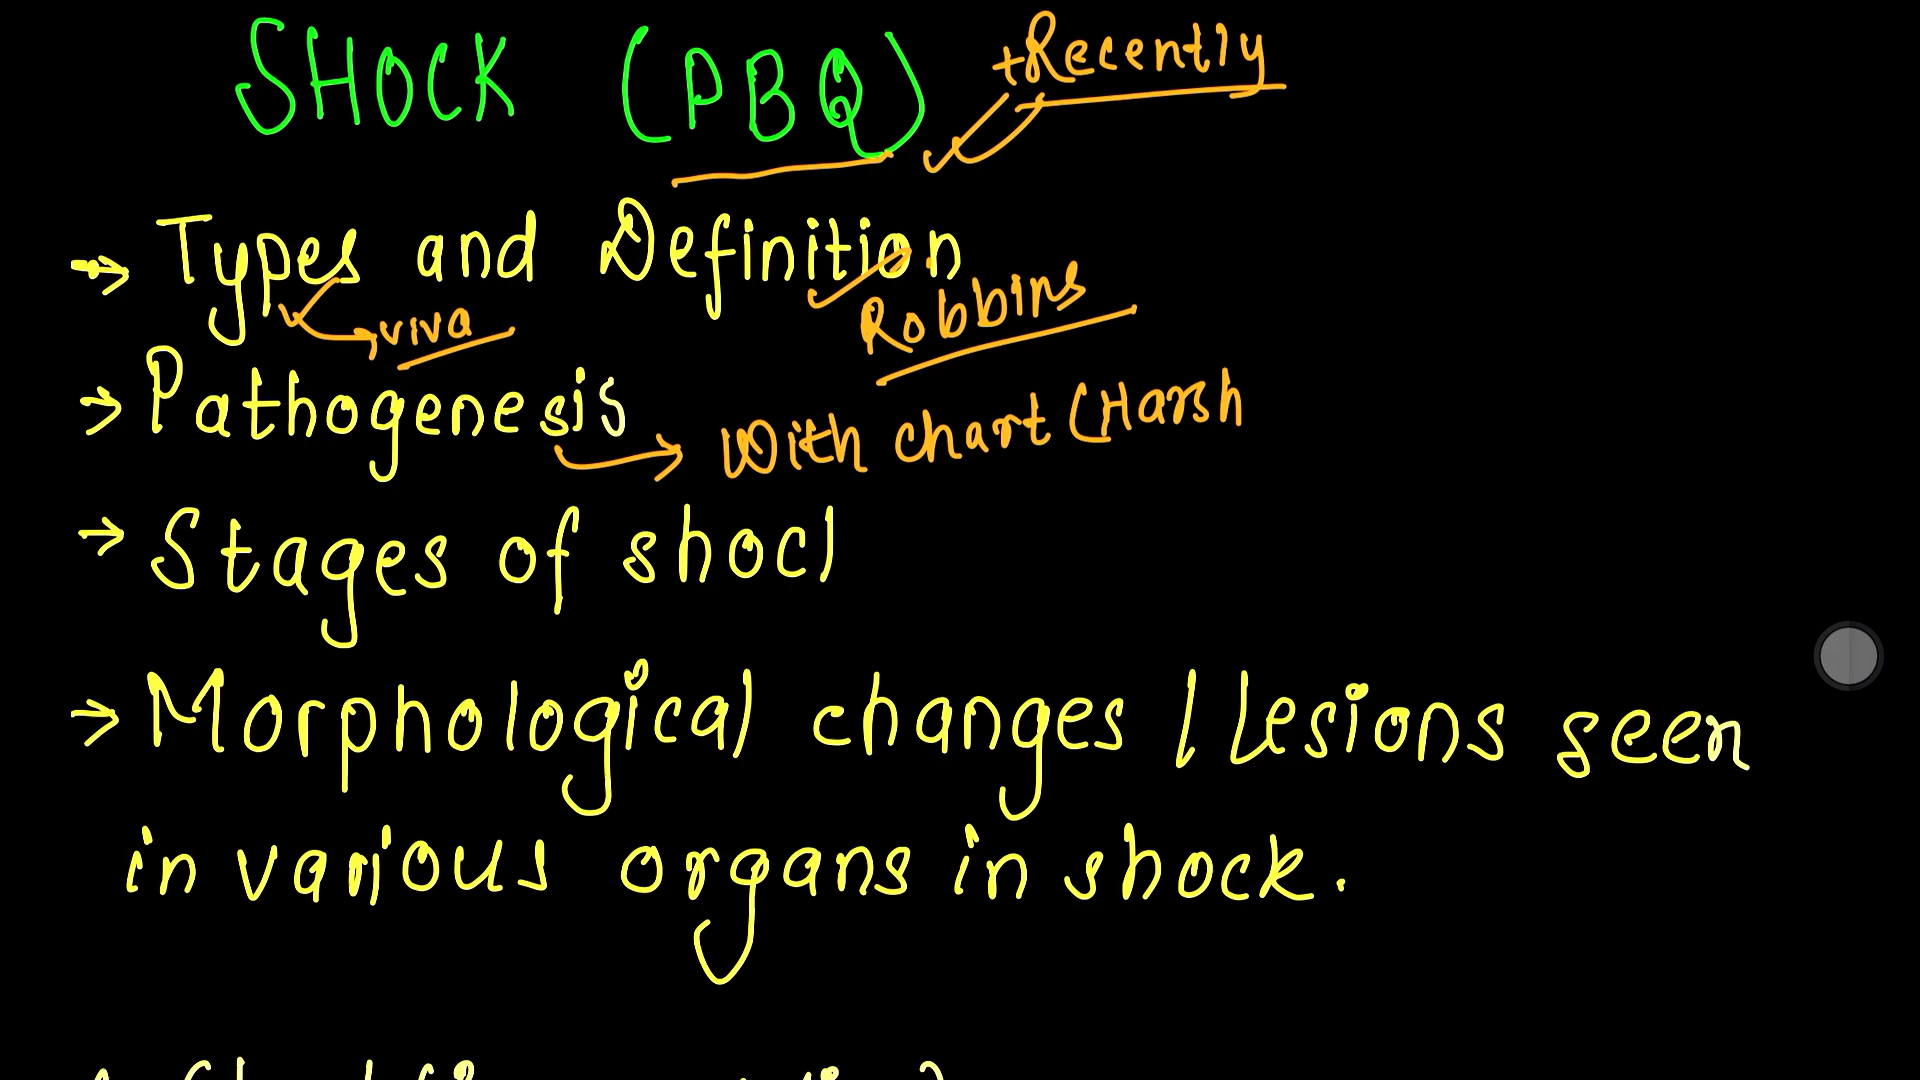 SHOCK (PBQ) +Recently
→ Types and Definition
→ viva Robbins
→ Pathogenesis → With chart (Harsh
→ Stages of shocl
→ Morphological changes / Lesions seen
in various organs in shock.